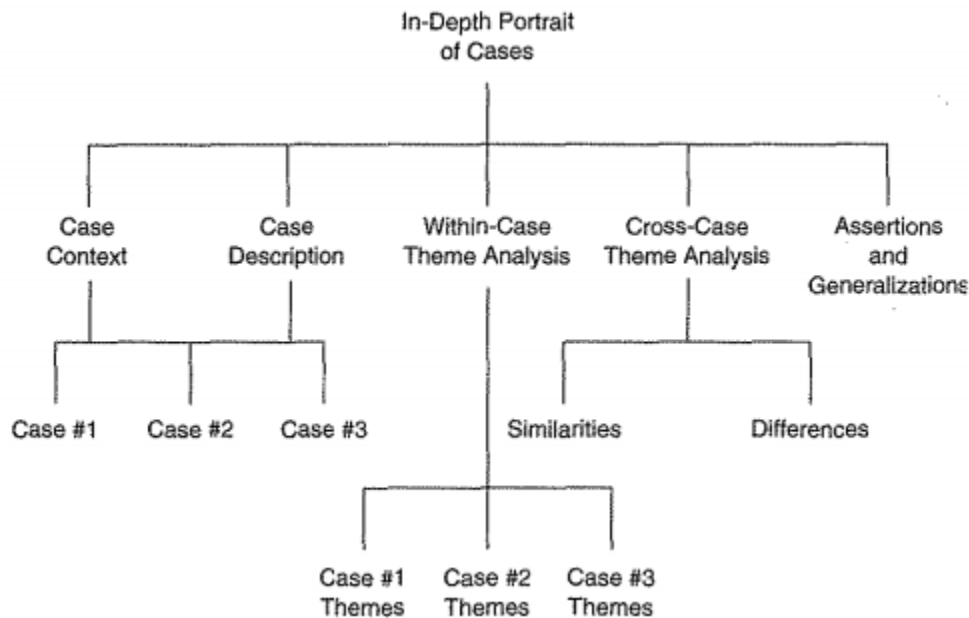 In-Depth Portrait
of Cases
Case
Context
Case
Description
Within-Case
Theme Analysis
Cross-Case
Theme Analysis
Assertions
and
Generalizations
Case #1
Case #2
Case #3
Similarities
Differences
Case #1
Themes
Case #2
Themes
Case #3
Themes